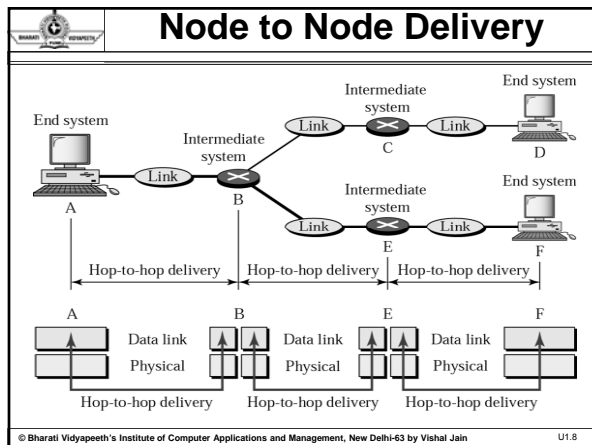 BHARATI
VIDYAPEETH
PUNE
Node to Node Delivery
End system
Intermediate
system
Link
Link
C
D
End system
Intermediate
system
Link
A
B
Intermediate
system
End system
Link
Link
E
F
Hop-to-hop delivery
Hop-to-hop delivery
Hop-to-hop delivery
A
B
E
F
Data link
Data link
Data link
Physical
Physical
Physical
Hop-to-hop delivery
Hop-to-hop delivery
Hop-to-hop delivery
© Bharati Vidyapeeth's Institute of Computer Applications and Management, New Delhi-63 by Vishal Jain
U1.8